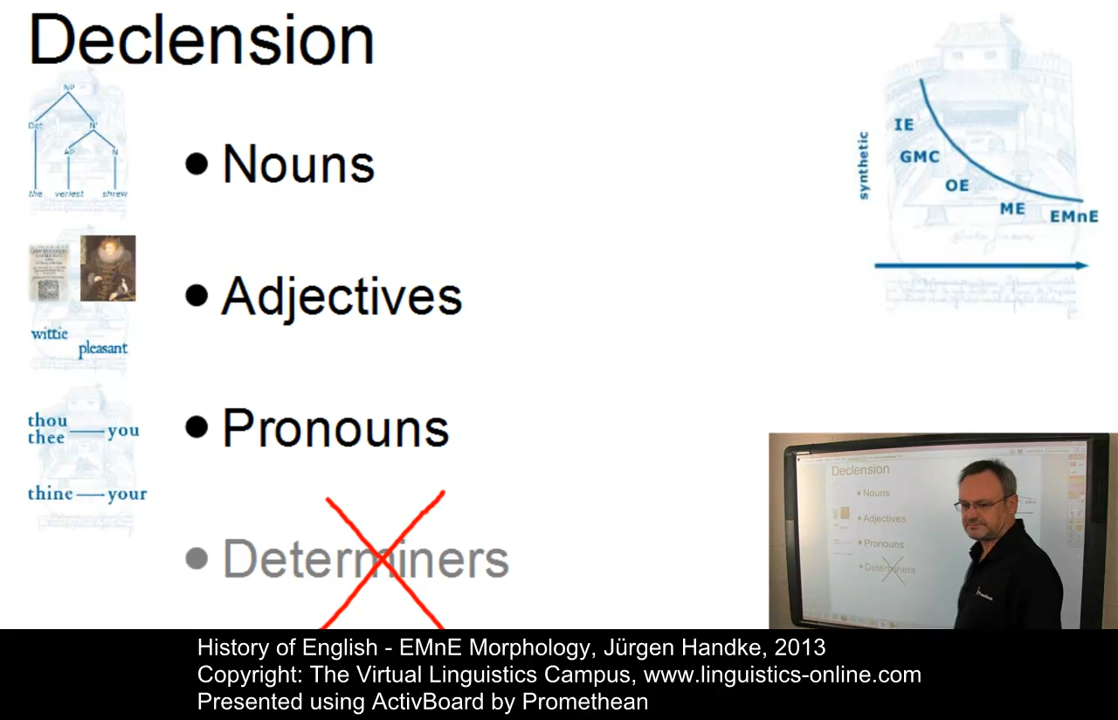 Declension
NP
Det N'
AP N
the veriest shrew
• Nouns
• Adjectives
wittie
pleasant
• Pronouns
thou
thee
you
thine
your
• Determiners
synthetic
IE
GMC
OE
ME
EMnE
Declension
• Nouns
• Adjectives
• Pronouns
• Determiners
History of English - EMnE Morphology, Jürgen Handke, 2013
Copyright: The Virtual Linguistics Campus, www.linguistics-online.com
Presented using ActivBoard by Promethean